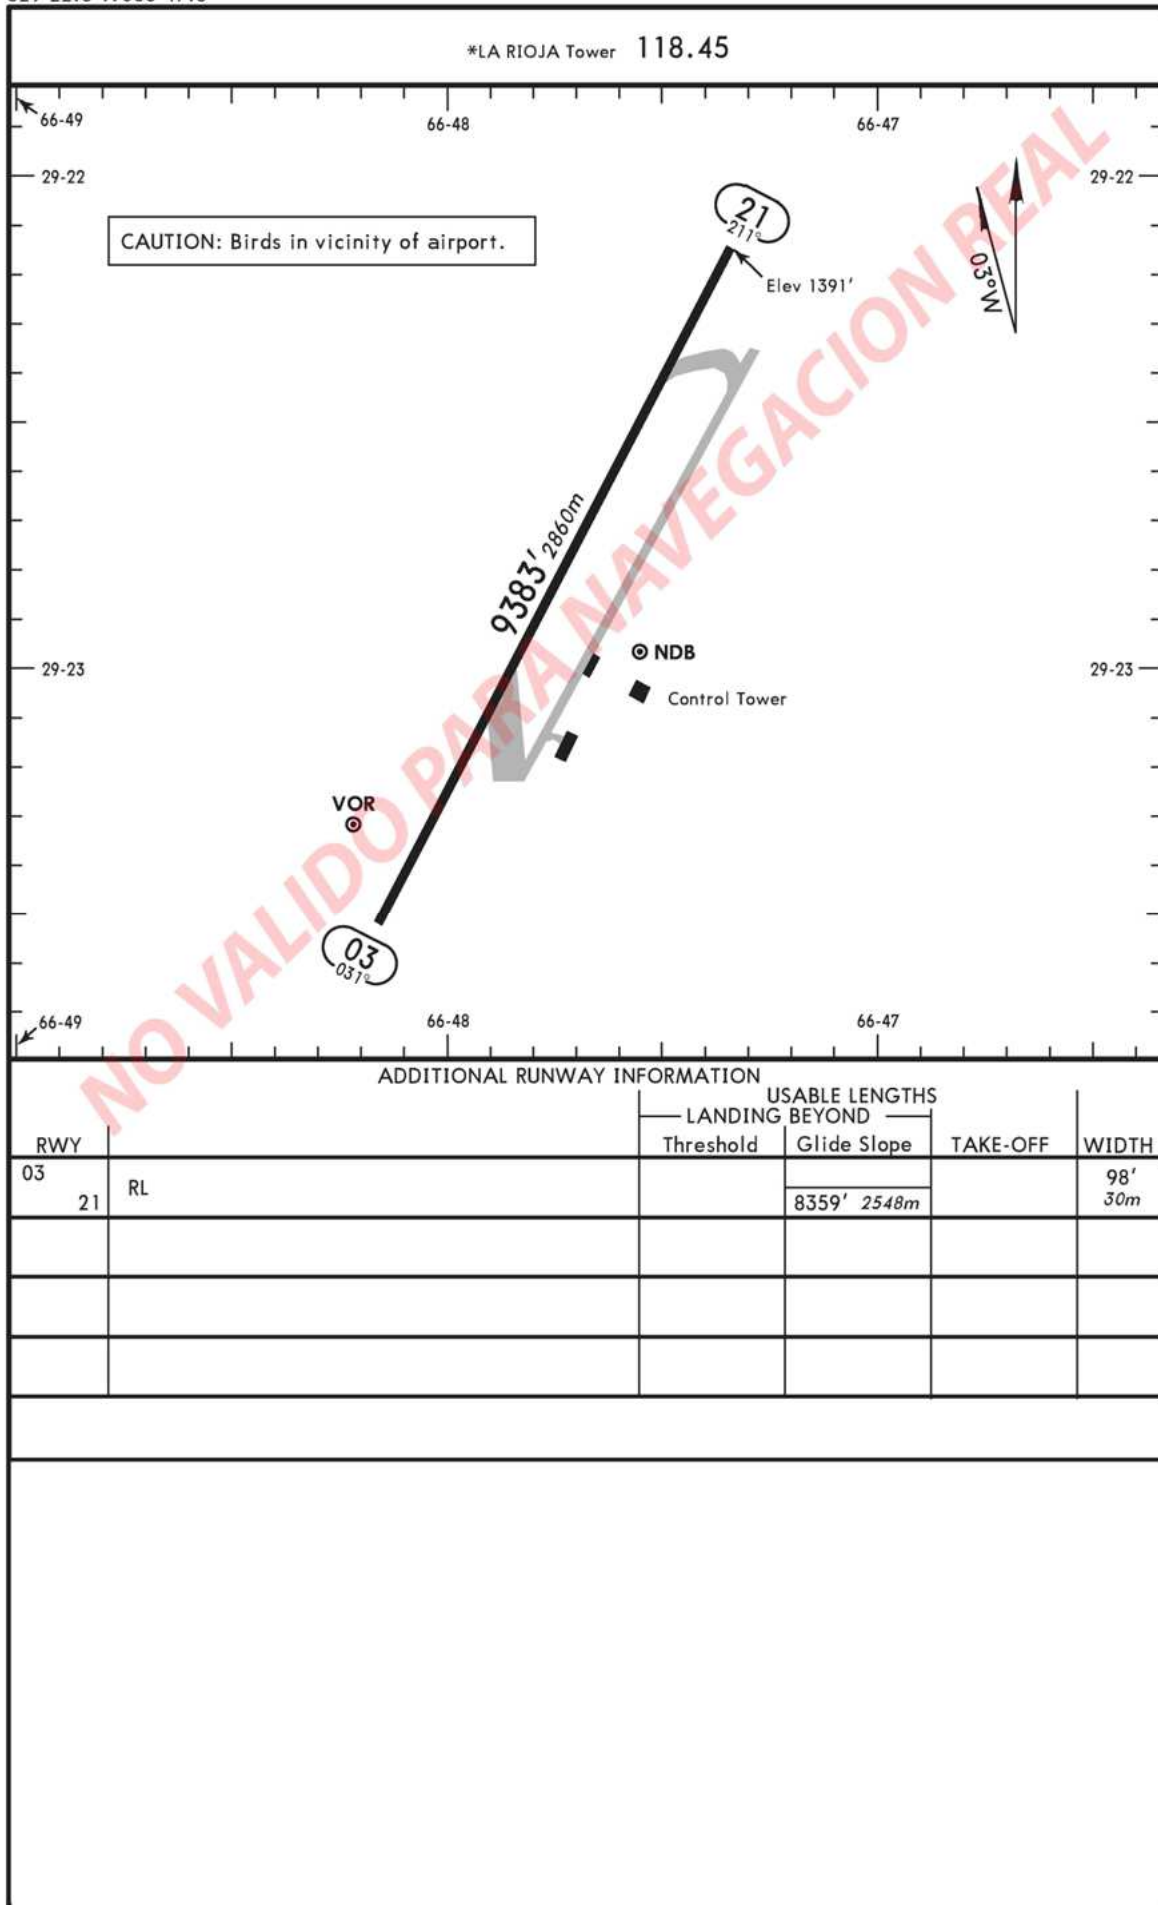 *LA RIOJA Tower 118.45
66-49 66-48 66-47
29-22 29-22
CAUTION: Birds in vicinity of airport.
21
211°
Elev 1391'
03°W
9383' 2860m
29-23 29-23
NDB
Control Tower
VOR
03
031°
66-49 66-48 66-47
NO VALIDO PARA NAVEGACION REAL
ADDITIONAL RUNWAY INFORMATION
USABLE LENGTHS
LANDING BEYOND
RWY Threshold Glide Slope TAKE-OFF WIDTH
03 98'
21 RL 8359' 2548m 30m